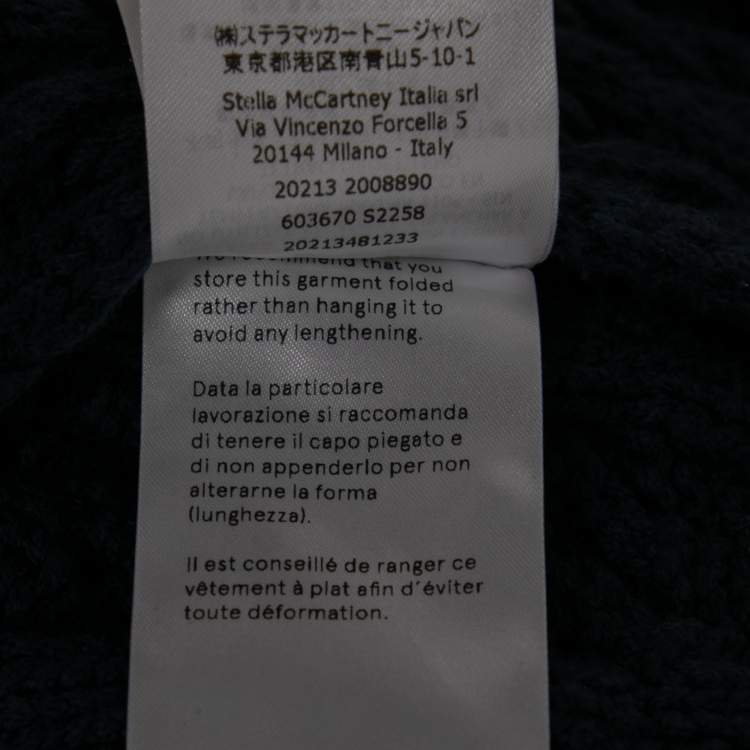 ㈱ステラマッカートニージャパン
東京都港区南青山5-10-1
Stella McCartney Italia srl
Via Vincenzo Forcella 5
20144 Milano - Italy
20213 2008890
603670 S2258
20213481233
We recommend that you
store this garment folded
rather than hanging it to
avoid any lengthening.
Data la particolare
lavorazione si raccomanda
di tenere il capo piegato e
di non appenderlo per non
alterarne la forma
(lunghezza).
Il est conseillé de ranger ce
vêtement à plat afin d'éviter
toute déformation.